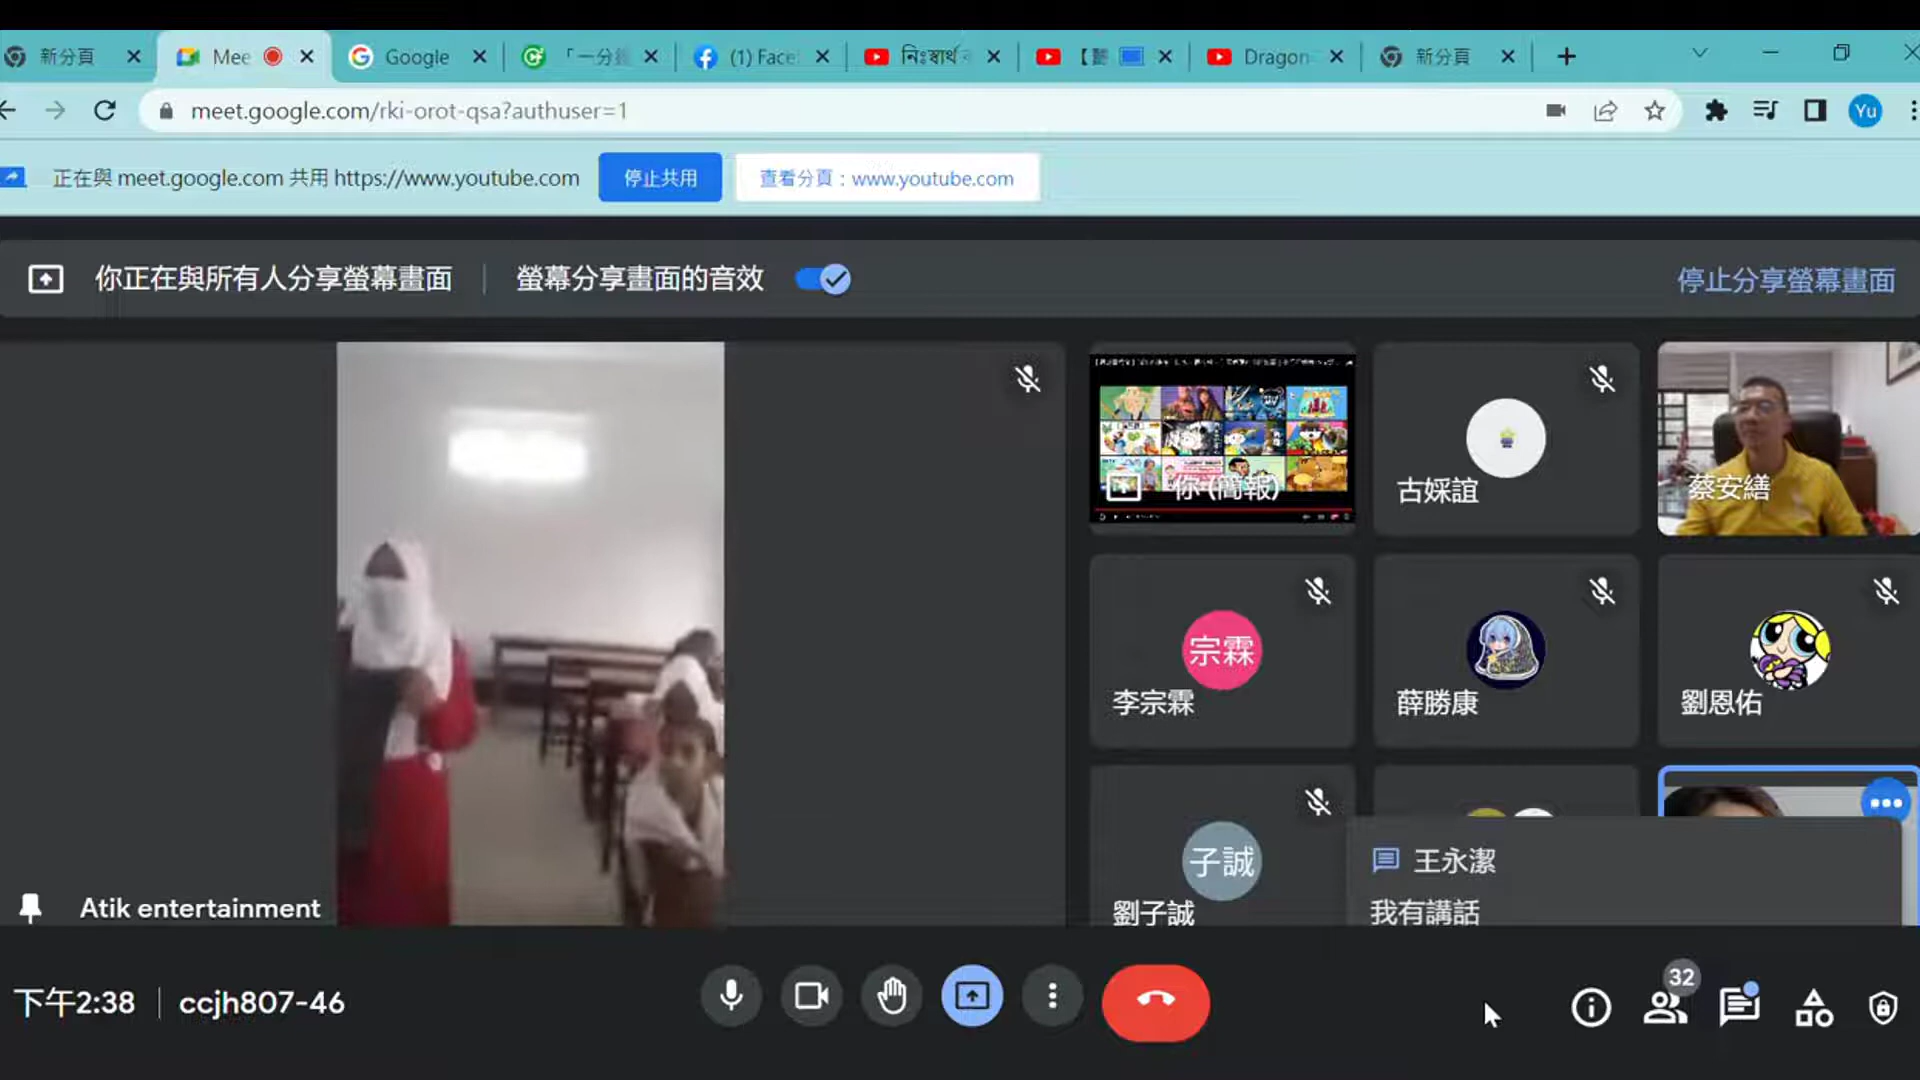 新分頁
Mee
Google
「一分鐘
(1) Face
নিঃস্বার্থ
【
Dragon
新分頁
meet.google.com/rki-orot-qsa?authuser=1
Yu
正在與 meet.google.com 共用 https://www.youtube.com
停止共用
查看分頁：www.youtube.com
你正在與所有人分享螢幕畫面
螢幕分享畫面的音效
停止分享螢幕畫面
你 (簡報)
古婇誼
蔡安繕
宗霖
李宗霖
薛勝康
劉恩佑
子誠
劉子誠
王永潔
我有講話
Atik entertainment
下午2:38
ccjh807-46
32